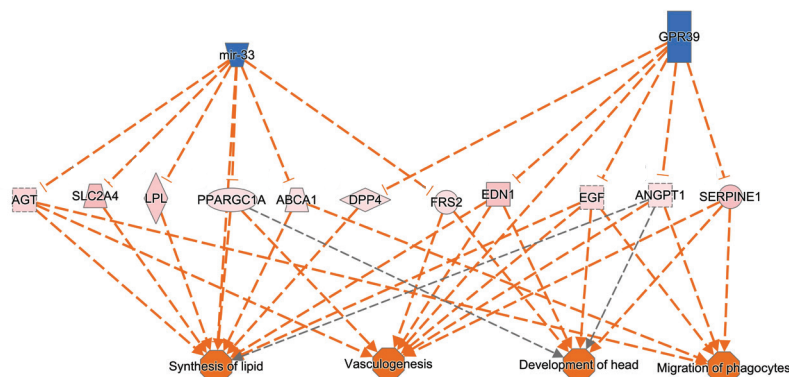 mir-33
GPR39
AGT
SLC2A4
LPL
PPARGC1A
ABCA1
DPP4
FRS2
EDN1
EGF
ANGPT1
SERPINE1
Synthesis of lipid
Vasculogenesis
Development of head
Migration of phagocytes